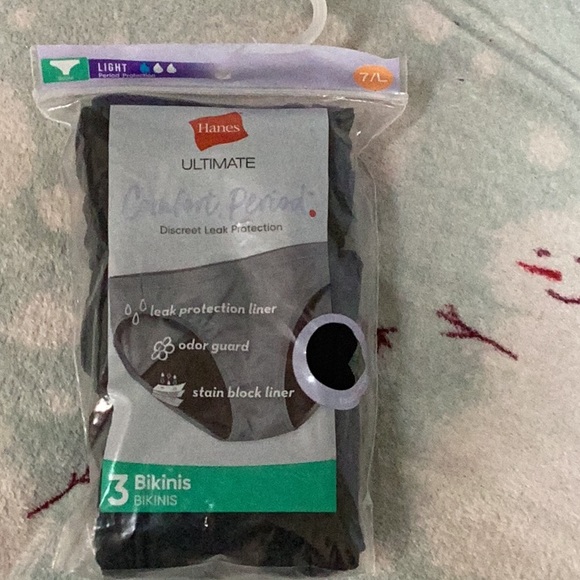 LIGHT
Period Protection
7/L
Hanes
ULTIMATE
Comfort, Period.
Discreet Leak Protection
leak protection liner
odor guard
stain block liner
3 Bikinis
BIKINIS